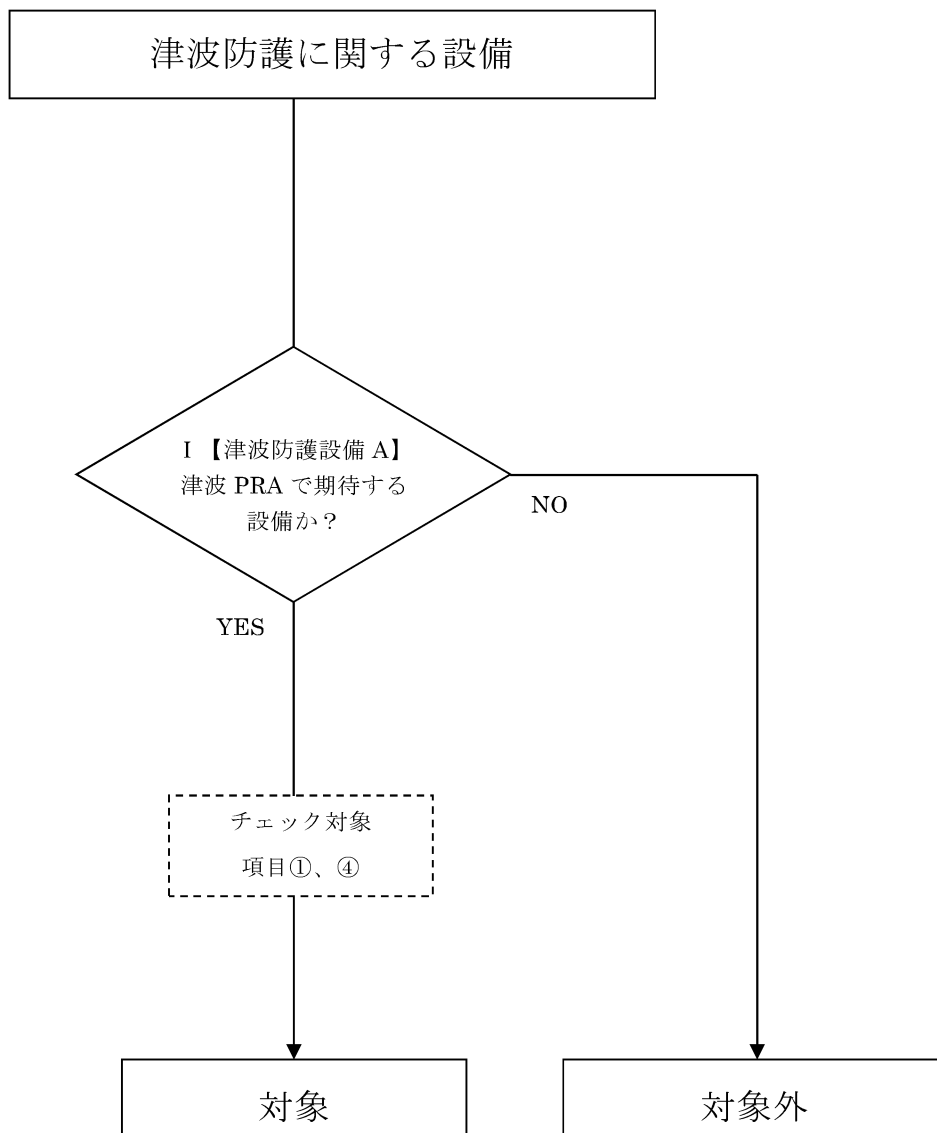 津波防護に関する設備
I 【津波防護設備 A】
津波 PRA で期待する
設備か？
NO
YES
チェック対象
項目①、④
対象
対象外